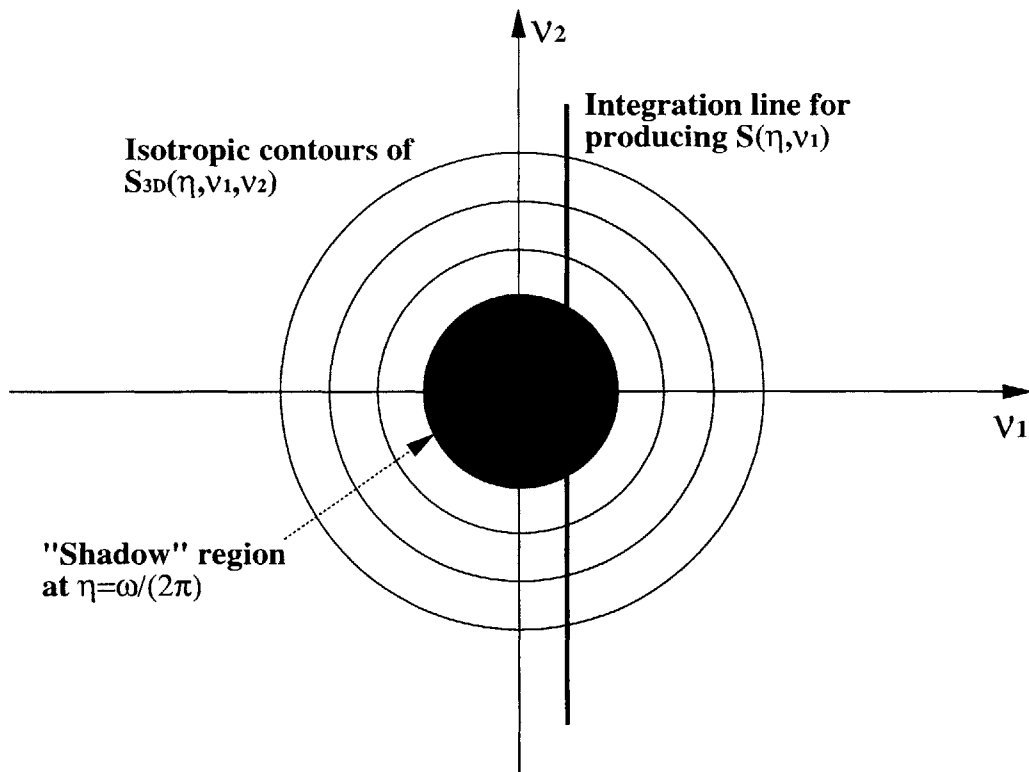 ν2
Integration line for
producing S(η,ν1)
Isotropic contours of
S3D(η,ν1,ν2)
ν1
"Shadow" region
at η=ω/(2π)